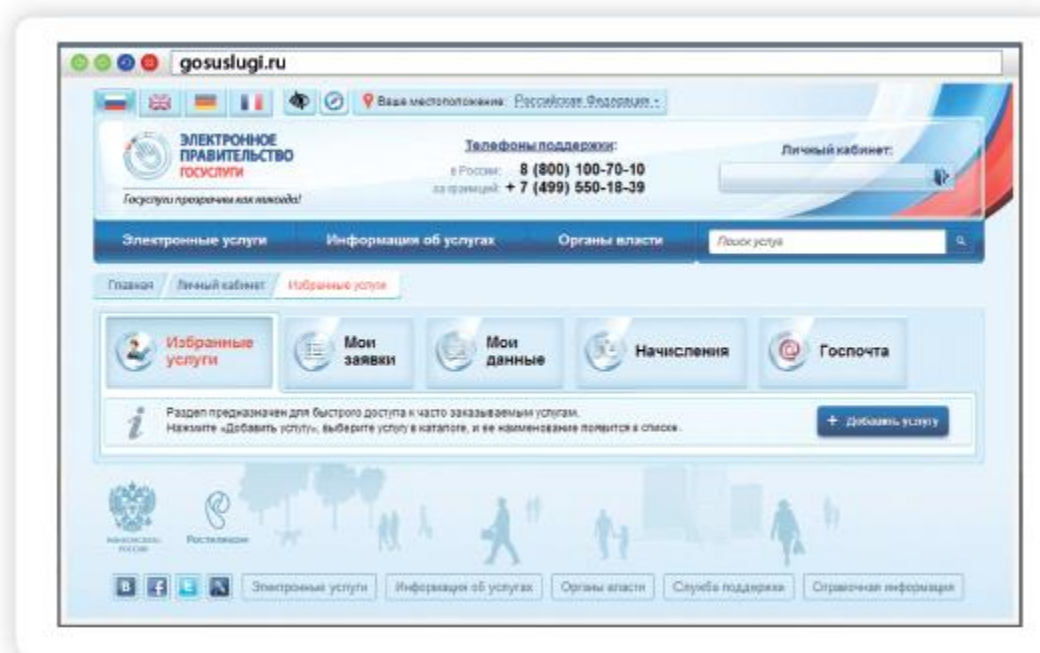 gosuslugi.ru
Ваше местоположение: Российская Федерация
ЭЛЕКТРОННОЕ
ПРАВИТЕЛЬСТВО
ГОСУСЛУГИ
Госуслуги прозрачны как никогда!
Телефоны поддержки:
в России: 8 (800) 100-70-10
за границей: + 7 (499) 550-18-39
Личный кабинет:
Электронные услуги Информация об услугах Органы власти Поиск услуг
Главная Личный кабинет Избранные услуги
Избранные
услуги
Мои
заявки
Мои
данные
Начисления
Госпочта
Раздел предназначен для быстрого доступа к часто заказываемым услугам.
Нажмите «Добавить услугу», выберите услугу в каталоге, и ее наименование появится в списке.
+ Добавить услугу
РОССИИ
Ростелеком
Электронные услуги Информация об услугах Органы власти Служба поддержки Справочная информация